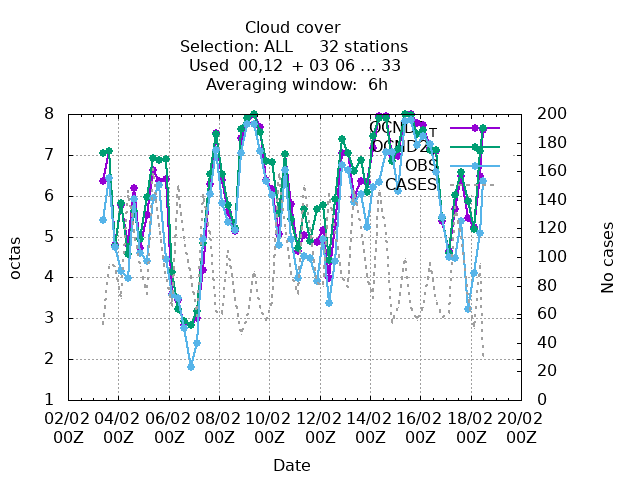 Cloud cover
Selection: ALL 32 stations
Used 00,12 + 03 06 ... 33
Averaging window: 6h
8
7
6
5
4
3
2
1
octas
200
180
160
140
120
100
80
60
40
20
0
No cases
OBS
CASES
02/02 04/02 06/02 08/02 10/02 12/02 14/02 16/02 18/02 20/02
00Z 00Z 00Z 00Z 00Z 00Z 00Z 00Z 00Z 00Z
Date